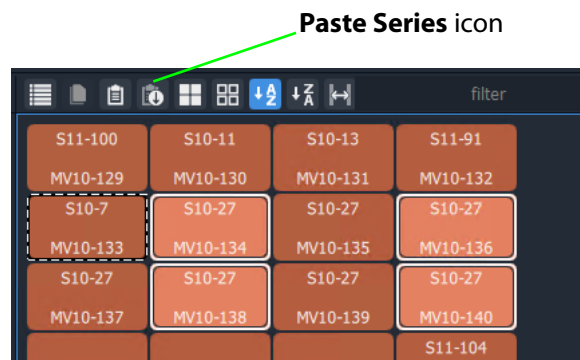 Paste Series icon
A Z Z A filter
S11-100 S10-11 S10-13 S11-91
MV10-129 MV10-130 MV10-131 MV10-132
S10-7 S10-27 S10-27 S10-27
MV10-133 MV10-134 MV10-135 MV10-136
S10-27 S10-27 S10-27 S10-27
MV10-137 MV10-138 MV10-139 MV10-140
S11-104